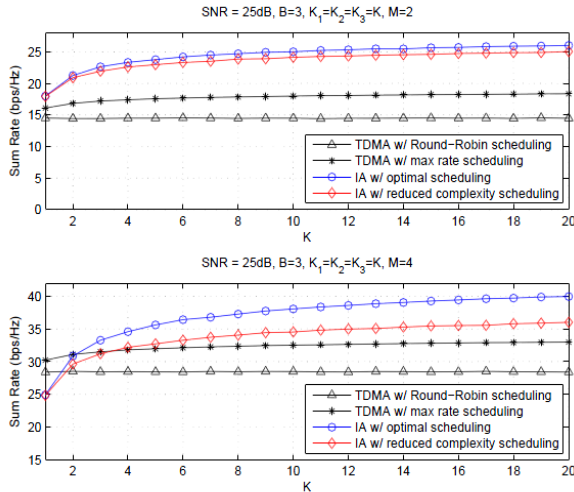 SNR = 25dB, B=3, K₁=K₂=K₃=K, M=2
Sum Rate (bps/Hz)
25
20
15
15
10
5
0
TDMA w/ Round-Robin scheduling
TDMA w/ max rate scheduling
IA w/ optimal scheduling
IA w/ reduced complexity scheduling
2 4 6 8 10 12 14 16 18 20
K
SNR = 25dB, B=3, K₁=K₂=K₃=K, M=4
Sum Rate (bps/Hz)
40
35
30
25
20
15
TDMA w/ Round-Robin scheduling
TDMA w/ max rate scheduling
IA w/ optimal scheduling
IA w/ reduced complexity scheduling
2 4 6 8 10 12 14 16 18 20
K